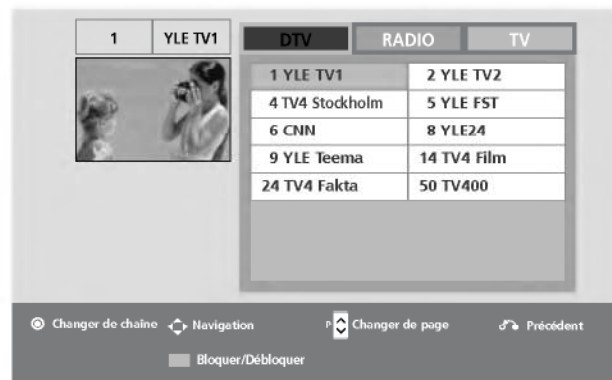 1 YLE TV1 DTV RADIO TV
1 YLE TV1 2 YLE TV2
4 TV4 Stockholm 5 YLE FST
6 CNN 8 YLE24
9 YLE Teema 14 TV4 Film
24 TV4 Fakta 50 TV400
Changer de chaîne Navigation P Changer de page Précédent
Bloquer/Débloquer